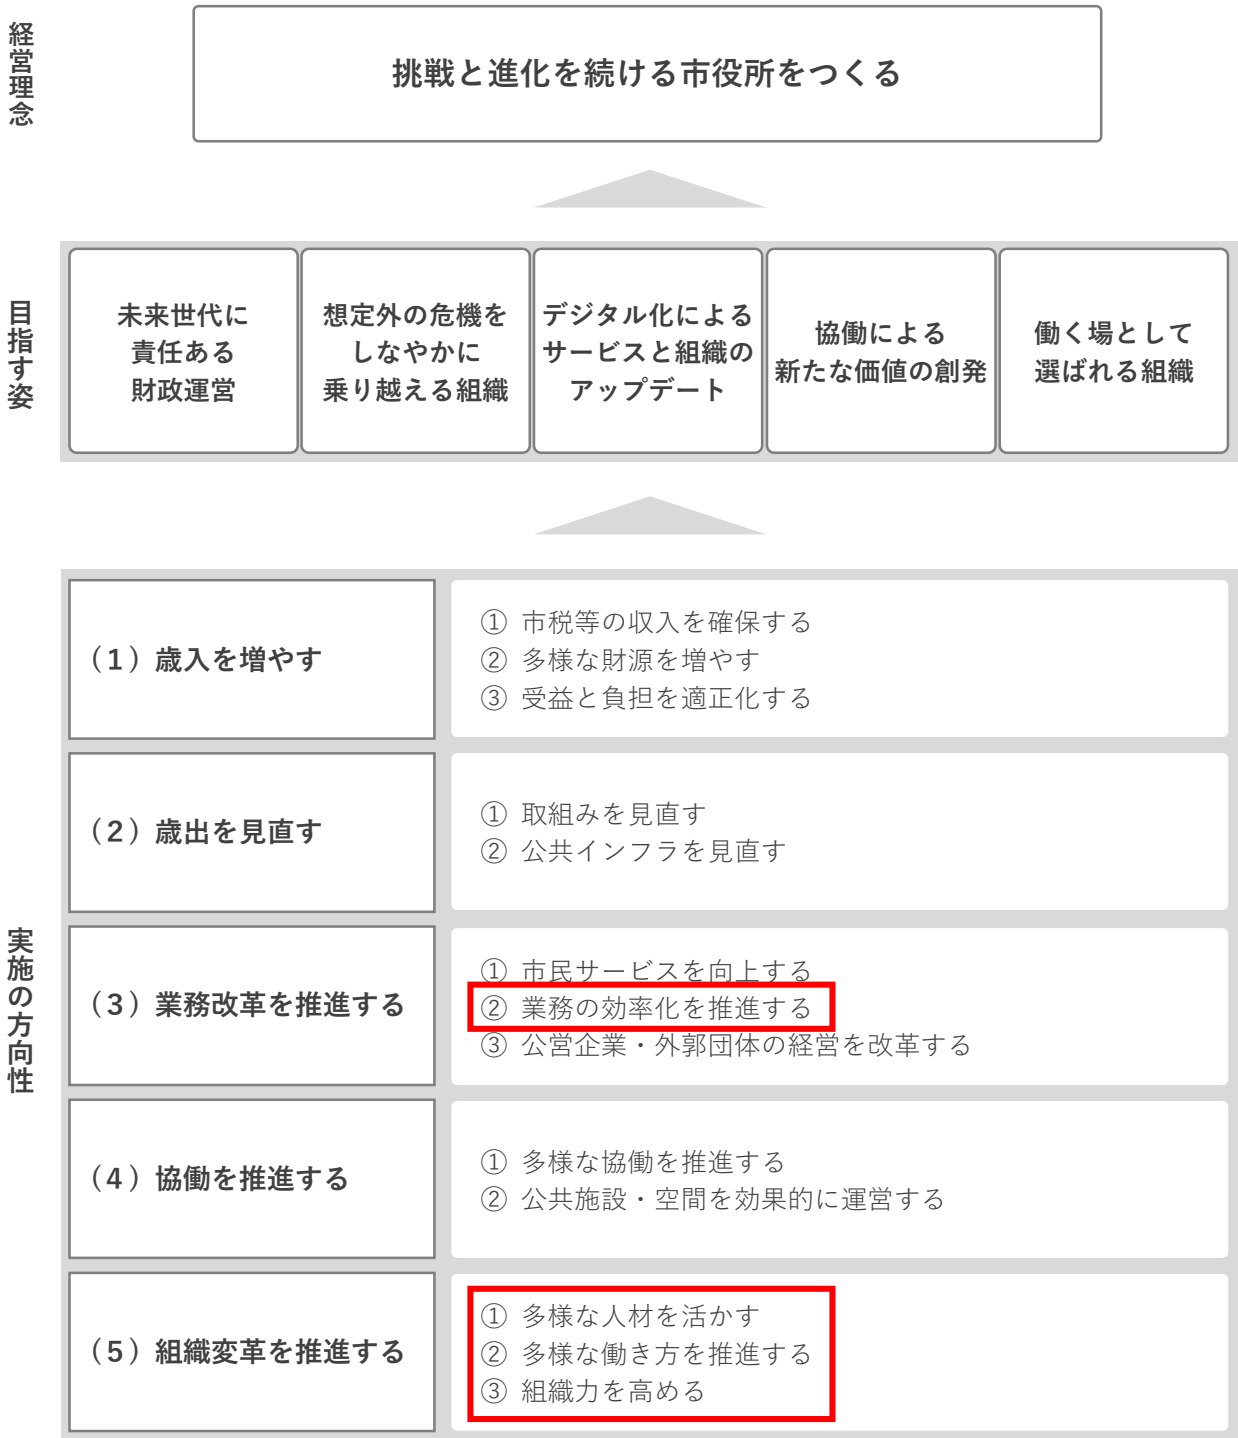 経営理念
挑戦と進化を続ける市役所をつくる
目指す姿
未来世代に
責任ある
財政運営
想定外の危機を
しなやかに
乗り越える組織
デジタル化による
サービスと組織の
アップデート
協働による
新たな価値の創発
働く場として
選ばれる組織
実施の方向性
（1）歳入を増やす
① 市税等の収入を確保する
② 多様な財源を増やす
③ 受益と負担を適正化する
（2）歳出を見直す
① 取組みを見直す
② 公共インフラを見直す
（3）業務改革を推進する
① 市民サービスを向上する
② 業務の効率化を推進する
③ 公営企業・外郭団体の経営を改革する
（4）協働を推進する
① 多様な協働を推進する
② 公共施設・空間を効果的に運営する
（5）組織変革を推進する
① 多様な人材を活かす
② 多様な働き方を推進する
③ 組織力を高める